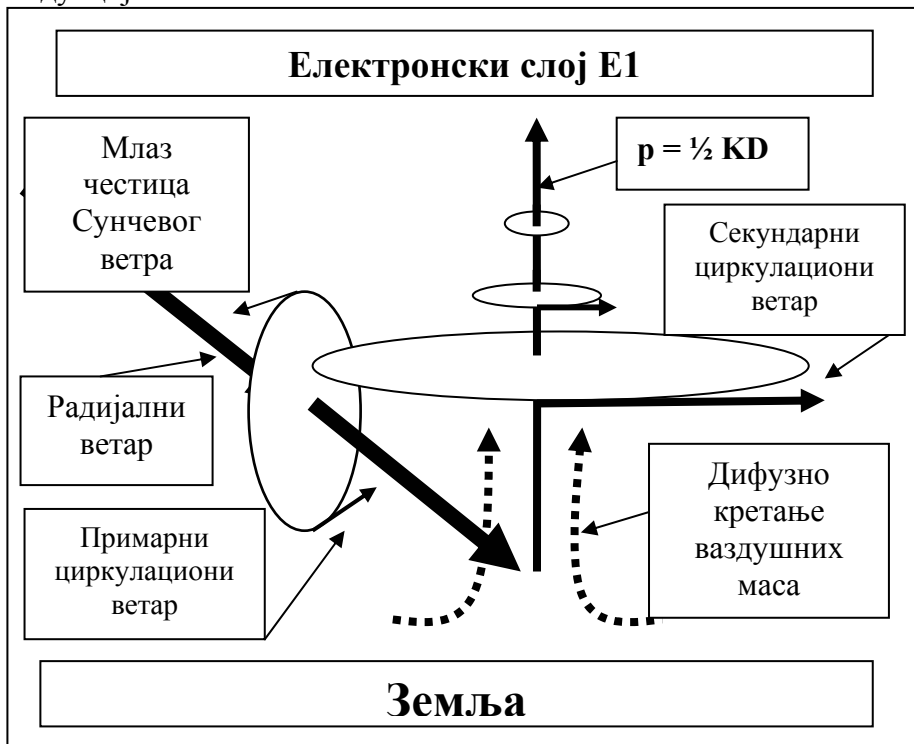 Електронски слој Е1
Млаз
честица
Сунчевог
ветра
p = ½ KD
Секундарни
циркулациони
ветар
Радијални
ветар
Примарни
циркулациони
ветар
Дифузно
кретање
ваздушних
маса
Земља